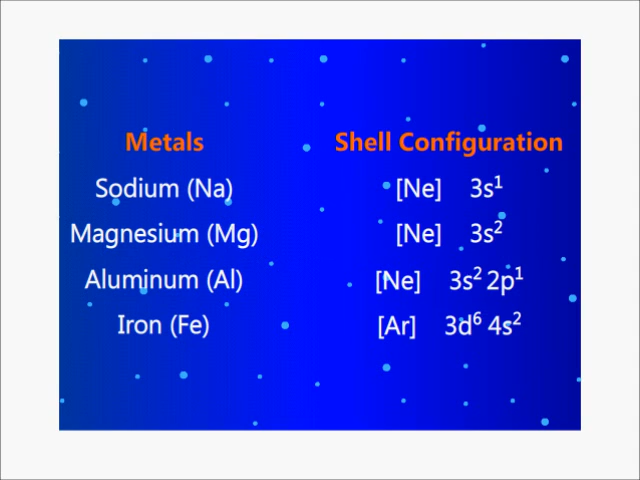 Metals Shell Configuration
Sodium (Na) [Ne] 3s¹
Magnesium (Mg) [Ne] 3s²
Aluminum (Al) [Ne] 3s² 2p¹
Iron (Fe) [Ar] 3d⁶ 4s²